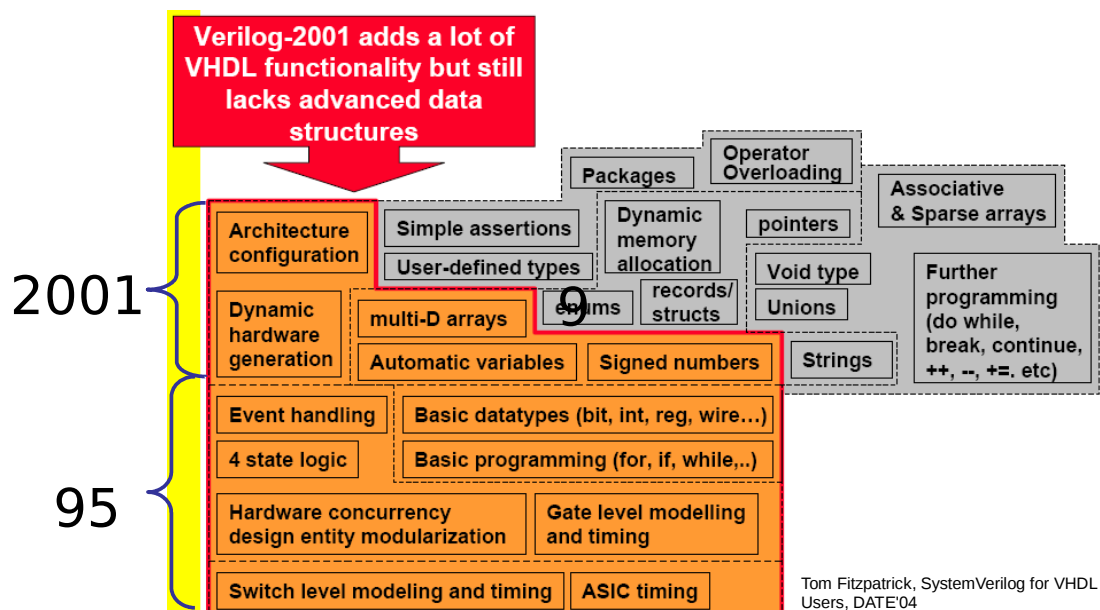 Verilog-2001 adds a lot of
VHDL functionality but still
lacks advanced data
structures
Packages
Operator
Overloading
Associative
& Sparse arrays
Architecture
configuration
Simple assertions
User-defined types
Dynamic
memory
allocation
pointers
Void type
Unions
Further
programming
(do while,
break, continue,
++, --, +=. etc)
2001
Dynamic
hardware
generation
multi-D arrays
enums
9
records/
structs
Automatic variables
Signed numbers
Strings
Event handling
Basic datatypes (bit, int, reg, wire…)
4 state logic
Basic programming (for, if, while,..)
95
Hardware concurrency
design entity modularization
Gate level modelling
and timing
Switch level modeling and timing
ASIC timing
Tom Fitzpatrick, SystemVerilog for VHDL
Users, DATE'04